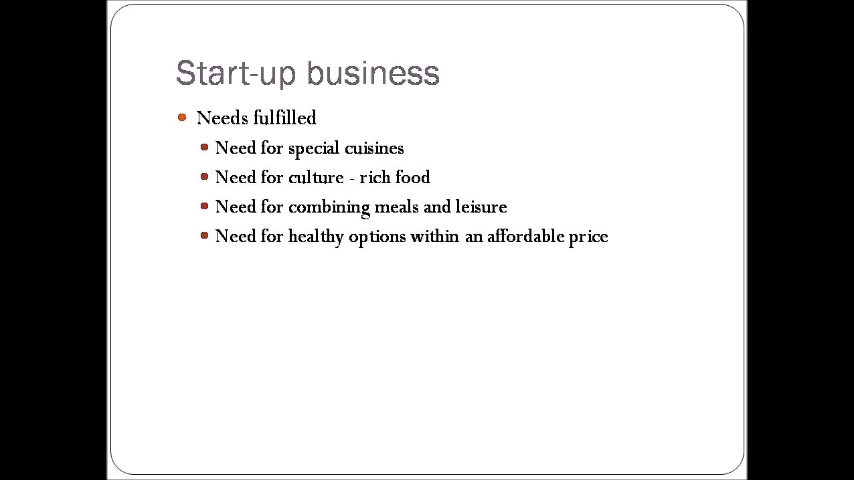 Start-up business
Needs fulfilled
Need for special cuisines
Need for culture - rich food
Need for combining meals and leisure
Need for healthy options within an affordable price